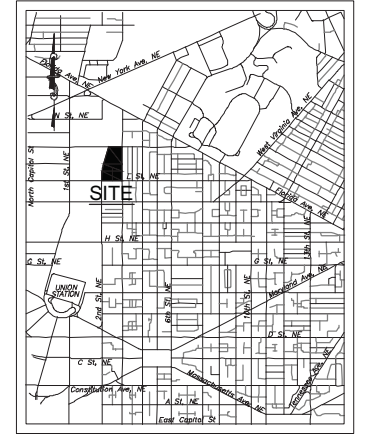 Florida Ave, NE
New York Ave, NE
N St, NE
West Virginia Ave, NE
North Capitol St
1st St, NE
L St, NE
SITE
Florida Ave, NE
13th St, NE
H St, NE
G St, NE
G St, NE
UNION
STATION
2nd St, NE
6th St, NE
10th St, NE
Maryland Ave, NE
D St, NE
C St, NE
Massachusetts Ave, NE
Tennessee Ave, NE
Constitution Ave, NE
A St, NE
East Capitol St